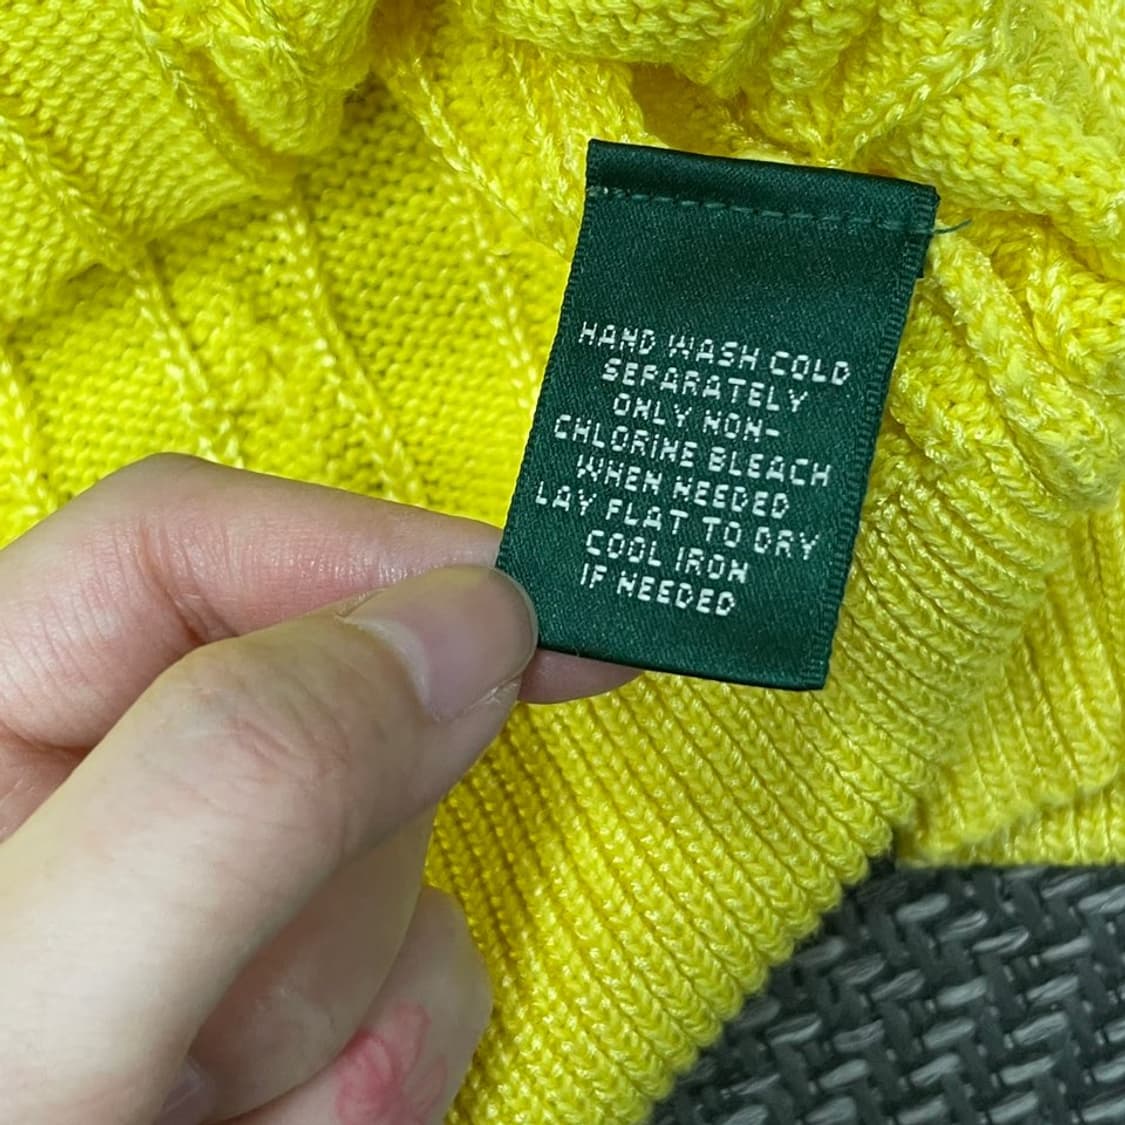 HAND WASH COLD
SEPARATELY
ONLY NON-
CHLORINE BLEACH
WHEN NEEDED
LAY FLAT TO DRY
COOL IRON
IF NEEDED